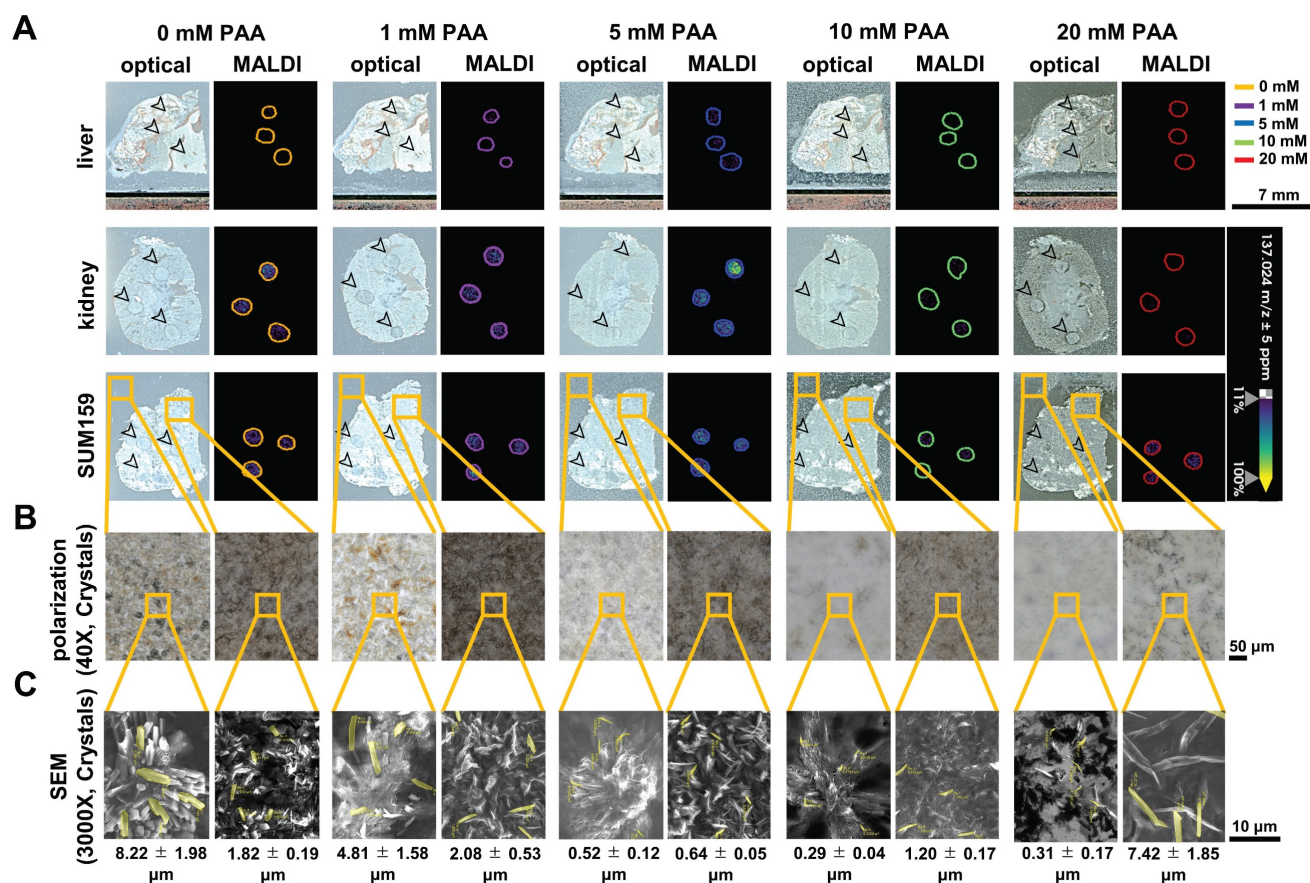 A
0 mM PAA 1 mM PAA 5 mM PAA 10 mM PAA 20 mM PAA
optical MALDI optical MALDI optical MALDI optical MALDI optical MALDI
liver
0 mM
1 mM
5 mM
10 mM
20 mM
7 mm
kidney
137.024 m/z ± 5 ppm
11%
100%
SUM159
B
polarization
(40X, Crystals)
50 µm
C
SEM
(3000X, Crystals)
10 µm
8.22 ± 1.98 1.82 ± 0.19 4.81 ± 1.58 2.08 ± 0.53 0.52 ± 0.12 0.64 ± 0.05 0.29 ± 0.04 1.20 ± 0.17 0.31 ± 0.17 7.42 ± 1.85
µm µm µm µm µm µm µm µm µm µm